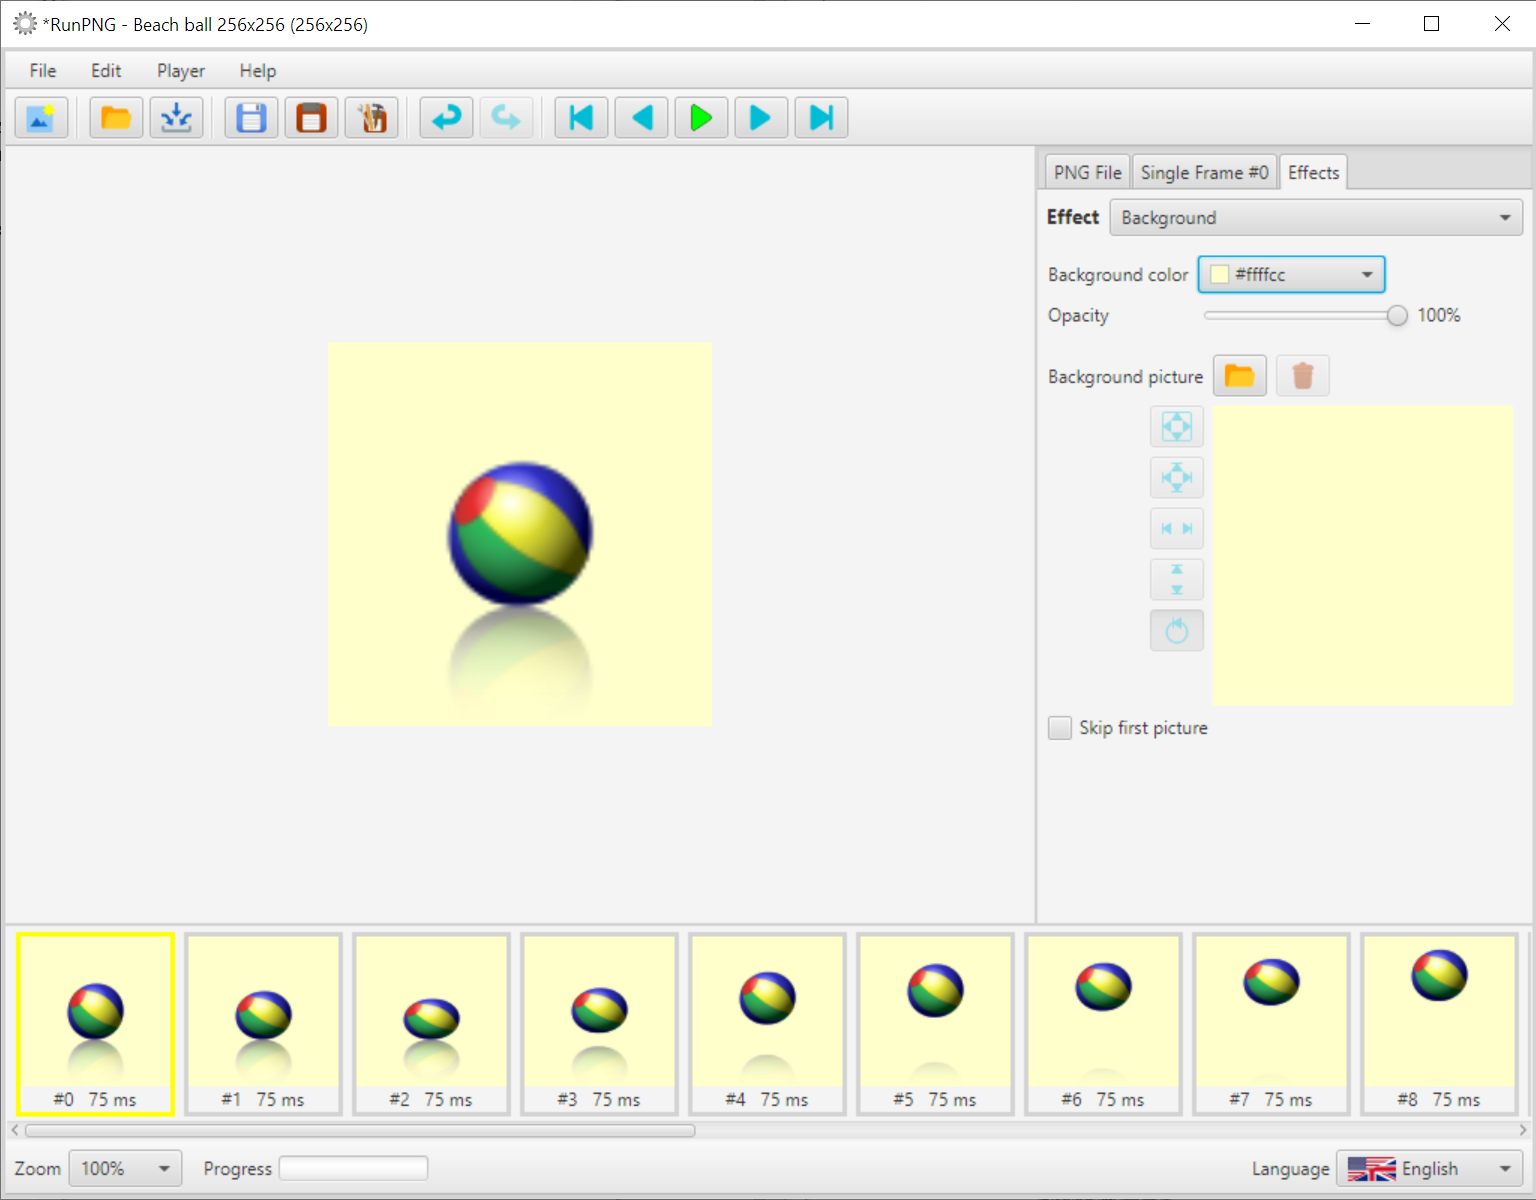 *RunPNG - Beach ball 256x256 (256x256)
File Edit Player Help
PNG File Single Frame #0 Effects
Effect Background
Background color #ffffcc
Opacity 100%
Background picture
Skip first picture
#0 75 ms #1 75 ms #2 75 ms #3 75 ms #4 75 ms #5 75 ms #6 75 ms #7 75 ms #8 75 ms
Zoom 100% Progress Language English